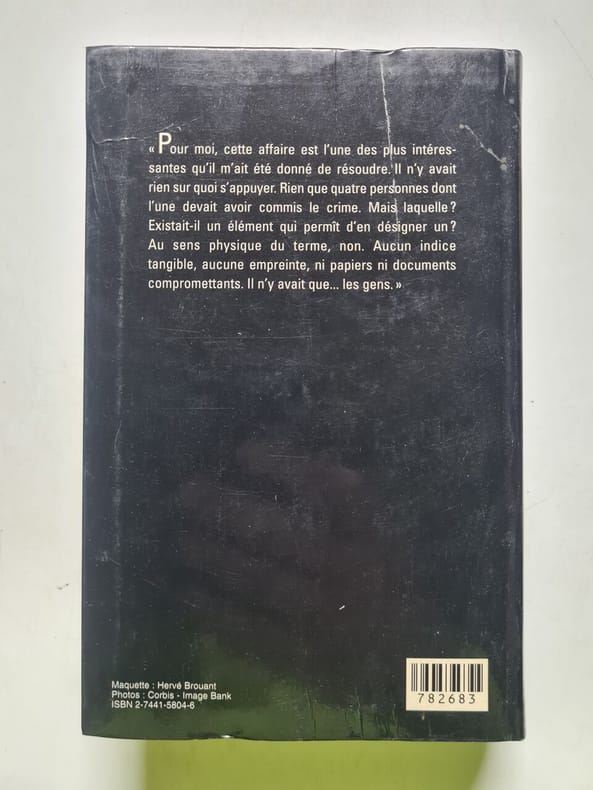 « Pour moi, cette affaire est l'une des plus intéres-
santes qu'il m'ait été donné de résoudre. Il n'y avait
rien sur quoi s'appuyer. Rien que quatre personnes dont
l'une devait avoir commis le crime. Mais laquelle ?
Existait-il un élément qui permît d'en désigner un ?
Au sens physique du terme, non. Aucun indice
tangible, aucune empreinte, ni papiers ni documents
compromettants. Il n'y avait que... les gens. »
Maquette : Hervé Brouant
Photos : Corbis - Image Bank
ISBN 2-7441-5804-6
782683